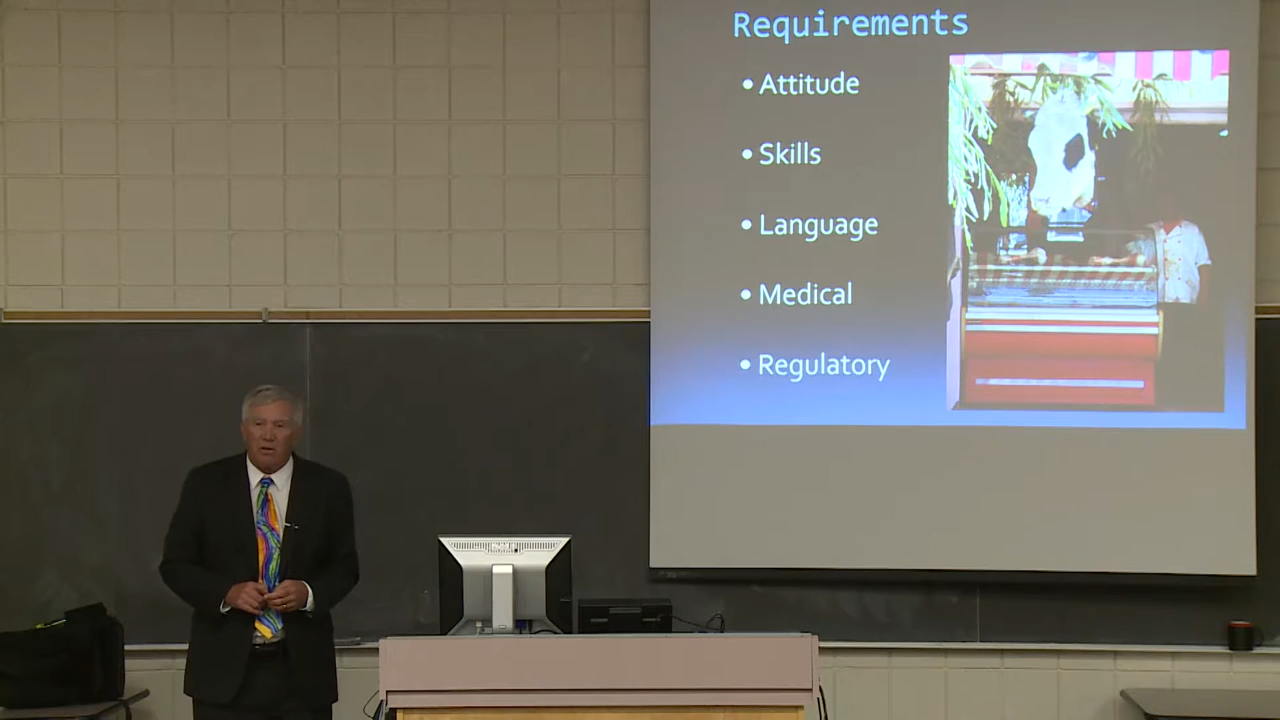 Requirements
• Attitude
• Skills
• Language
• Medical
• Regulatory